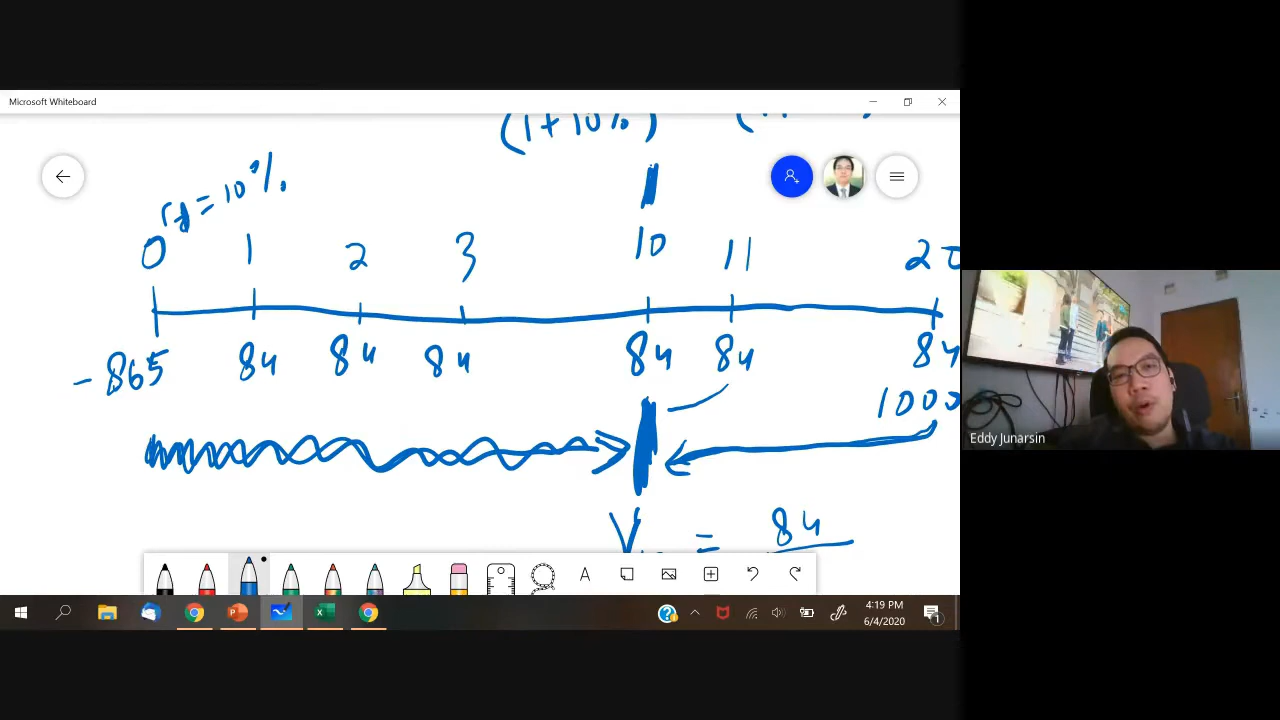 Microsoft Whiteboard
(1+10%)
rd = 10%
0 1 2 3 10 11 20
-865 84 84 84 84 84 84
1000
V = 84
A
Eddy Junarsin
4:19 PM
6/4/2020